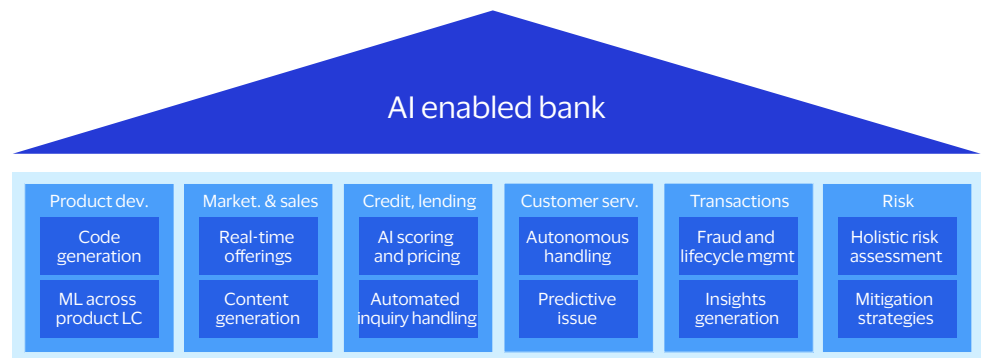 AI enabled bank
Product dev.
Code
generation
ML across
product LC
Market. & sales
Real-time
offerings
Content
generation
Credit, lending
AI scoring
and pricing
Automated
inquiry handling
Customer serv.
Autonomous
handling
Predictive
issue
Transactions
Fraud and
lifecycle mgmt
Insights
generation
Risk
Holistic risk
assessment
Mitigation
strategies